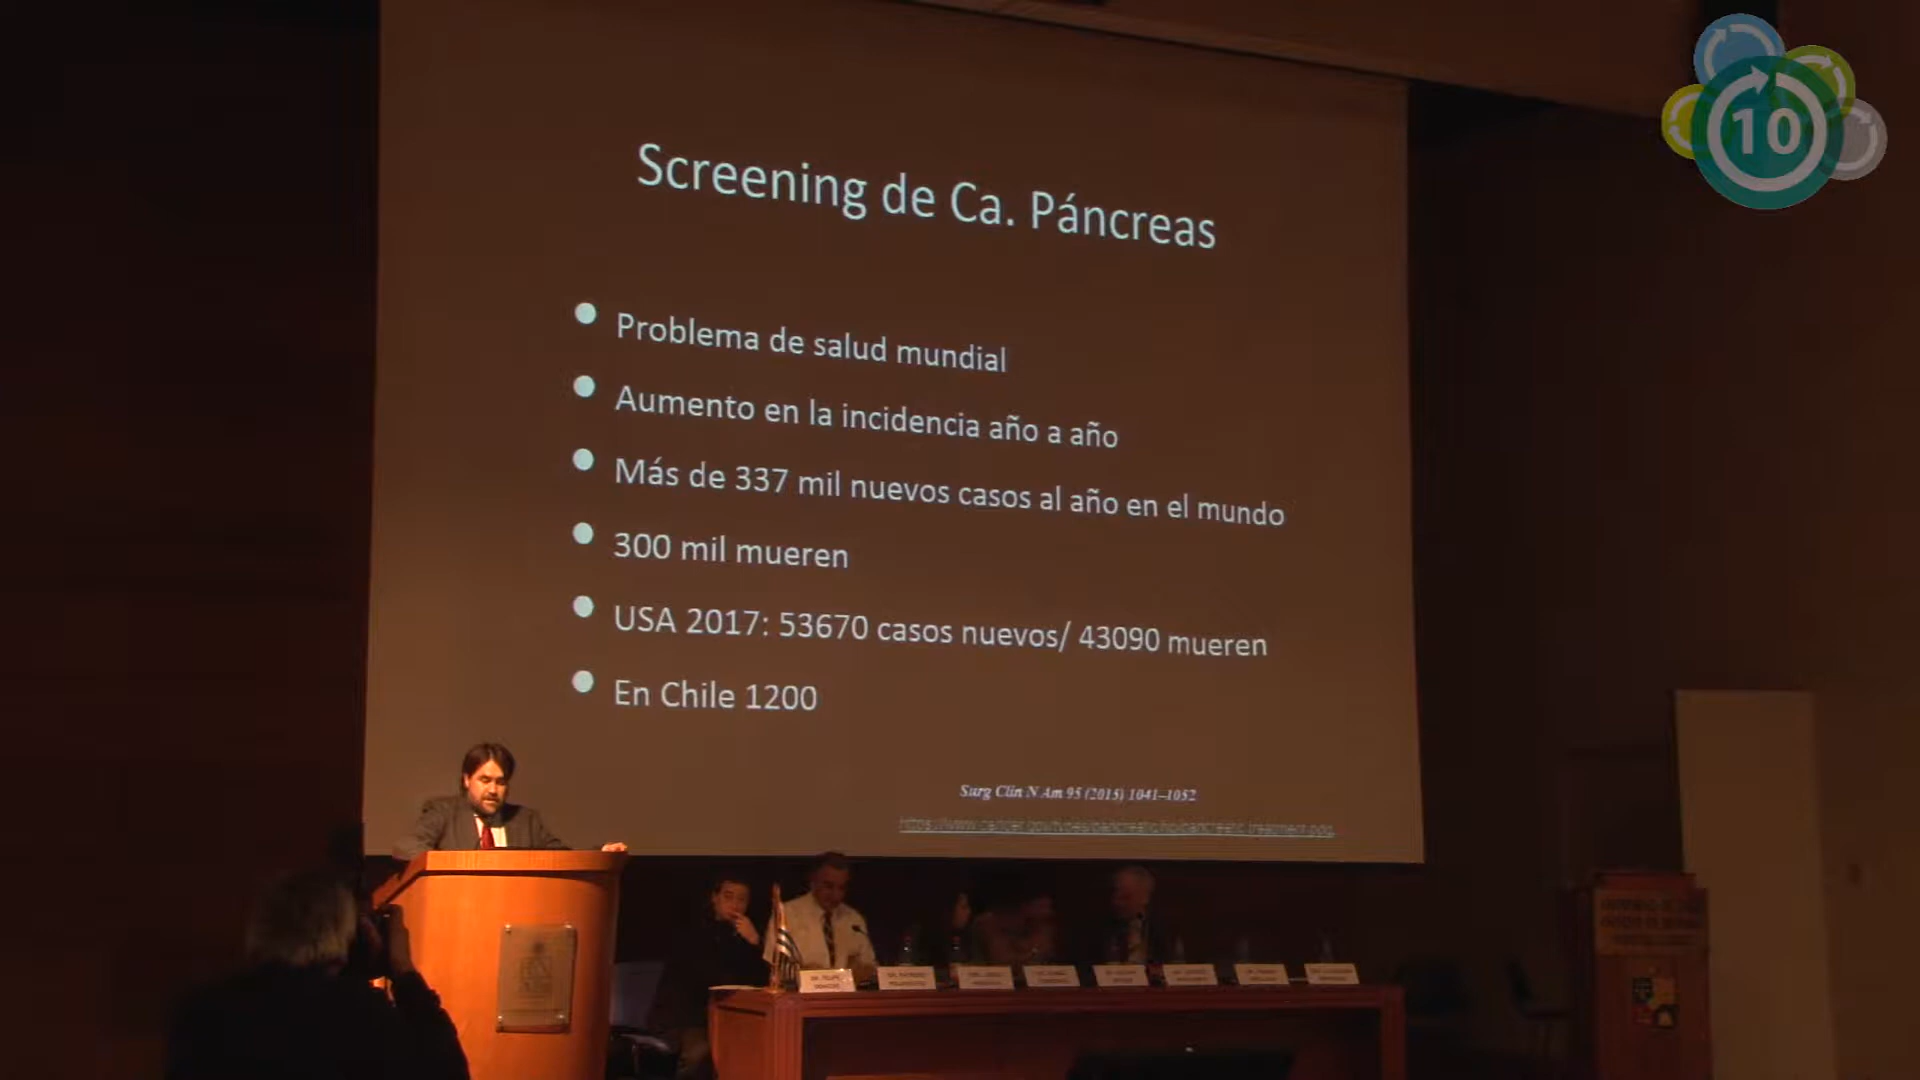 10
Screening de Ca. Páncreas
Problema de salud mundial
Aumento en la incidencia año a año
Más de 337 mil nuevos casos al año en el mundo
300 mil mueren
USA 2017: 53670 casos nuevos/ 43090 mueren
En Chile 1200
Surg Clin N Am 95 (2015) 1041–1052